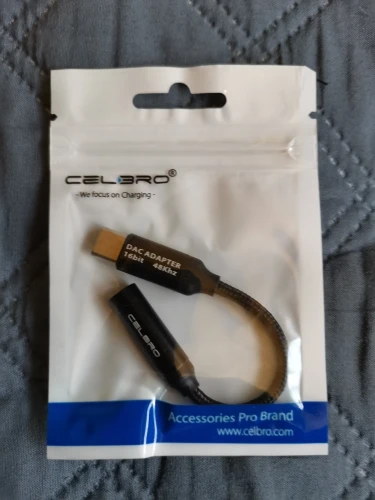 CELBRO®
- We focus on Charging -
DAC ADAPTER
16bit 48Khz
CELBRO
Accessories Pro Brand
www.celbro.com